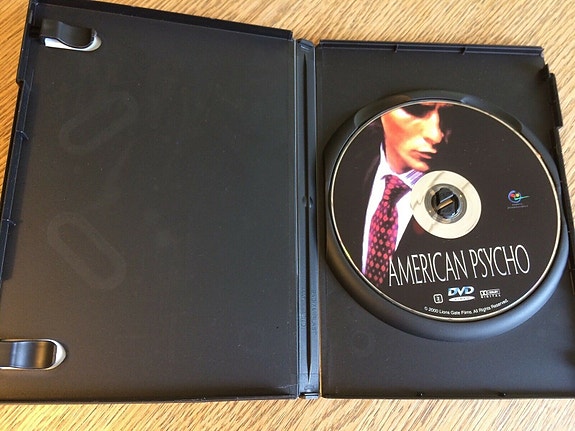 AMERICAN PSYCHO
DVD
© 2000 Lions Gate Films. All Rights Reserved.